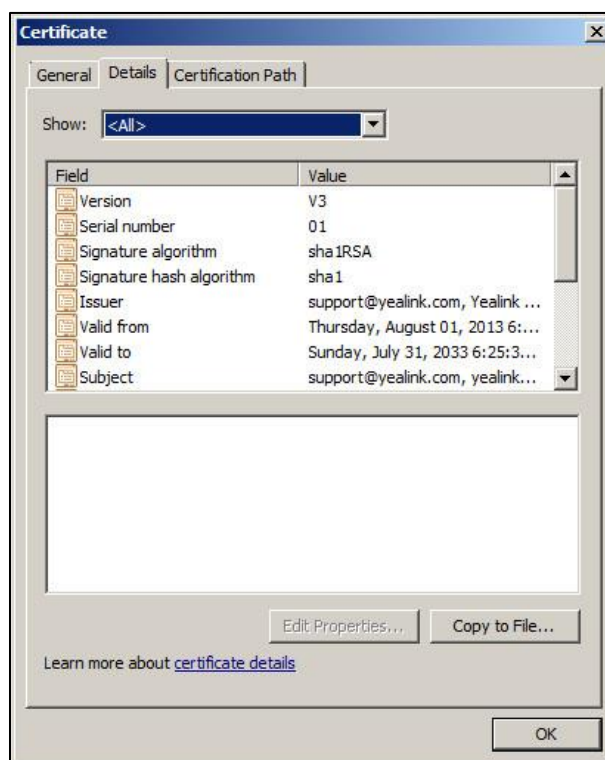 Certificate
General Details Certification Path
Show: <All>
Field Value
Version V3
Serial number 01
Signature algorithm sha1RSA
Signature hash algorithm sha1
Issuer support@yealink.com, Yealink ...
Valid from Thursday, August 01, 2013 6:...
Valid to Sunday, July 31, 2033 6:25:3...
Subject support@yealink.com, yealink...
Edit Properties... Copy to File...
Learn more about certificate details
OK